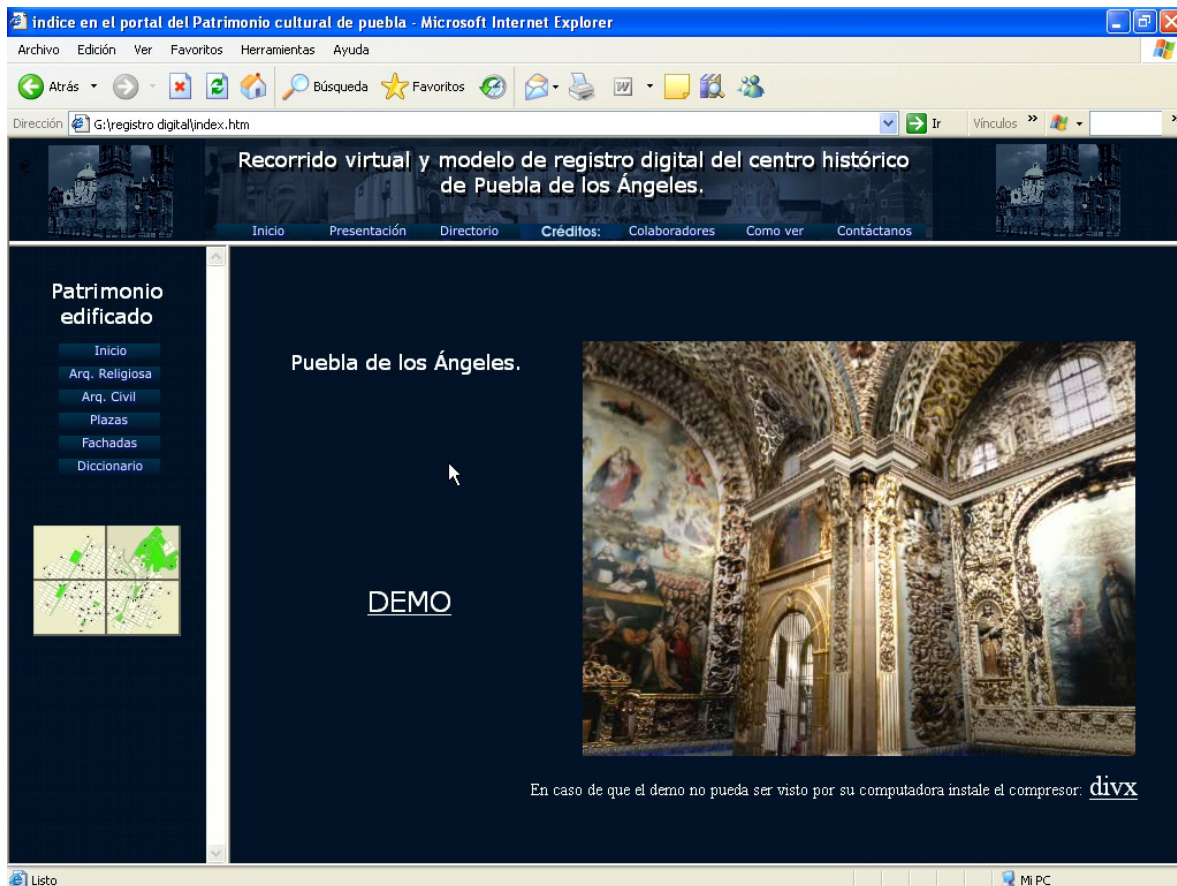 indice en el portal del Patrimonio cultural de puebla - Microsoft Internet Explorer
Archivo Edición Ver Favoritos Herramientas Ayuda
Atrás Búsqueda Favoritos
Dirección G:\registro digital\index.htm Ir Vínculos »
Recorrido virtual y modelo de registro digital del centro histórico
de Puebla de los Ángeles.
Inicio Presentación Directorio Créditos: Colaboradores Como ver Contáctanos
Patrimonio
edificado
Inicio
Arq. Religiosa
Arq. Civil
Plazas
Fachadas
Diccionario
Puebla de los Ángeles.
DEMO
En caso de que el demo no pueda ser visto por su computadora instale el compresor: divx
Listo Mi PC